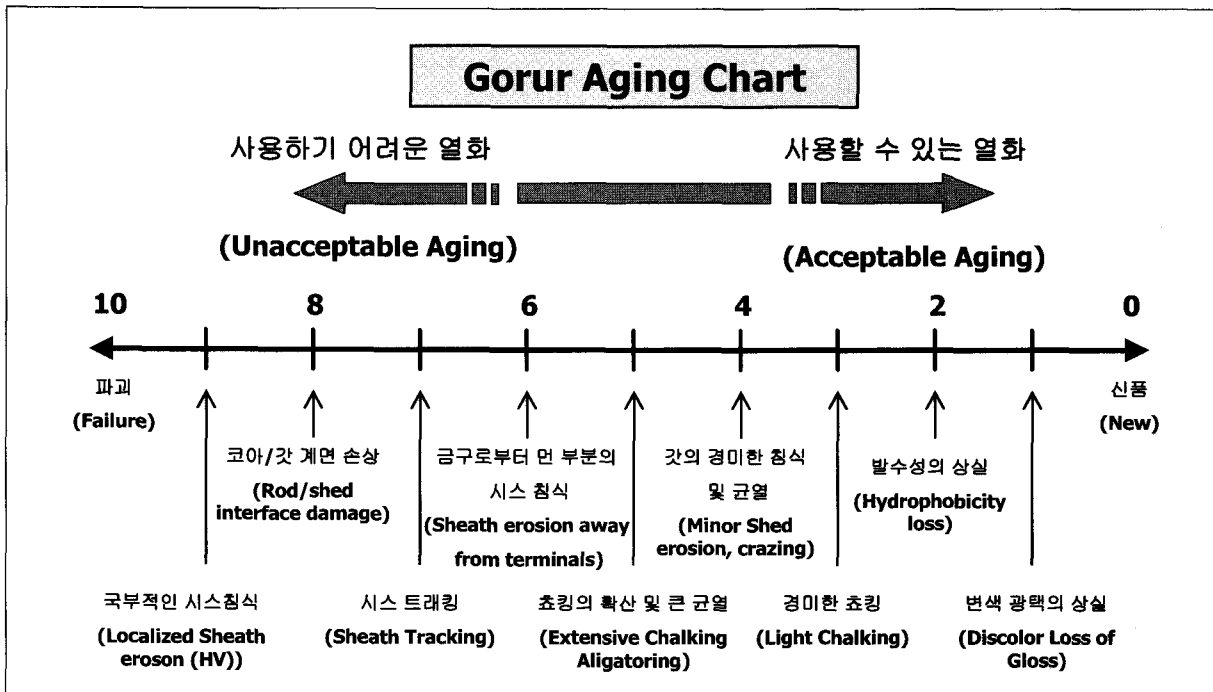 Gorur Aging Chart
사용하기 어려운 열화
사용할 수 있는 열화
(Unacceptable Aging)
(Acceptable Aging)
10 8 6 4 2 0
파괴
(Failure)
신품
(New)
코아/갓 계면 손상
(Rod/shed
interface damage)
금구로부터 먼 부분의
시스 침식
(Sheath erosion away
from terminals)
갓의 경미한 침식
및 균열
(Minor Shed
erosion, crazing)
발수성의 상실
(Hydrophobicity
loss)
국부적인 시스침식
(Localized Sheath
eroson (HV))
시스 트래킹
(Sheath Tracking)
쵸킹의 확산 및 큰 균열
(Extensive Chalking
Aligatoring)
경미한 쵸킹
(Light Chalking)
변색 광택의 상실
(Discolor Loss of
Gloss)